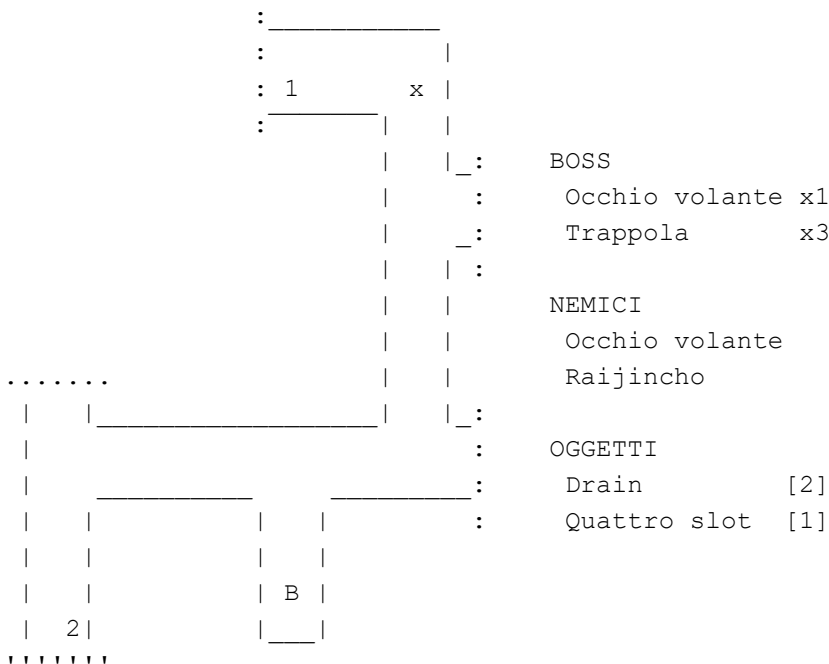 1 x
BOSS
Occhio volante x1
Trappola x3
NEMICI
Occhio volante
Raijincho
OGGETTI
Drain [2]
Quattro slot [1]
B
2